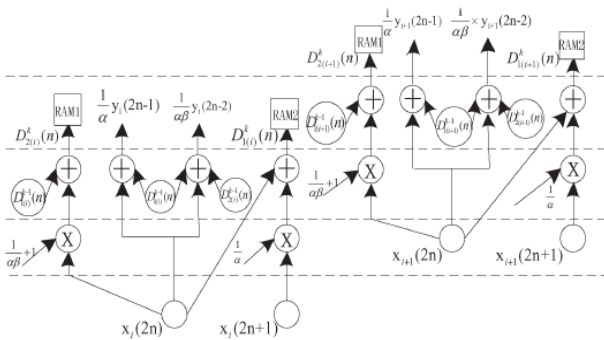 i/α y_{i+1}(2n-1)
i/αβ × y_{i+1}(2n-2)
D^k_{2(i+1)}(n)
RAM1
RAM2
D^k_{1(i+1)}(n)
RAM1
1/α y_i(2n-1)
1/αβ y_i(2n-2)
RAM2
D^{k-1}_{1(i+1)}(n)
+
+
D^{k-1}_{1(i+1)}(n)
+
D^{k-1}_{2(i+1)}(n)
+
D^k_{2(i)}(n)
D^k_{1(i)}(n)
D^{k-1}_{1(i)}(n)
+
+
D^{k-1}_{1(i)}(n)
+
D^{k-1}_{2(i)}(n)
+
1/αβ +1
X
1/α
X
1/αβ +1
X
1/α
X
x_{i+1}(2n)
x_{i+1}(2n+1)
x_i(2n)
x_i(2n+1)